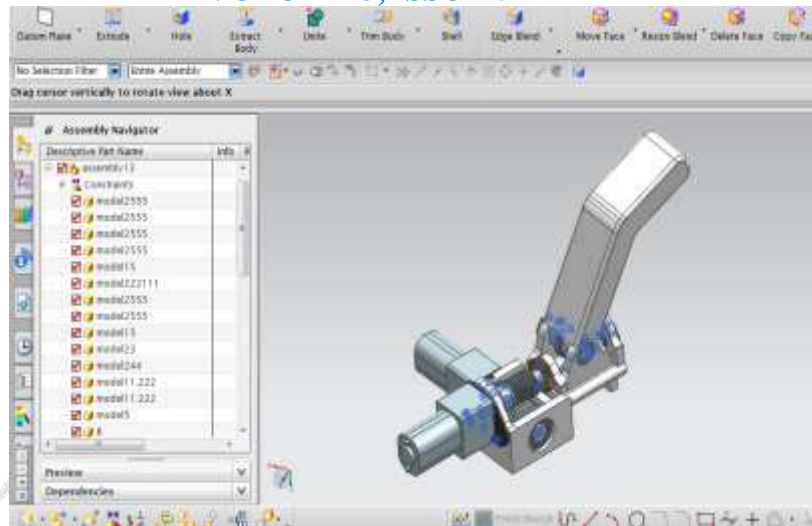 Datum Plane Extrude Hole Extract Body Unite Trim Body Shell Edge Blend Move Face Resize Blend Delete Face Copy Fac
No Selection Filter Entire Assembly
Drag cursor vertically to rotate view about X
Assembly Navigator
Descriptive Part Name Info
assembly13
Constraints
model2555
model2555
model2555
model2555
model15
model222111
model2555
model2555
model15
model23
model244
model11.222
model11.222
model5
Preview
Dependencies